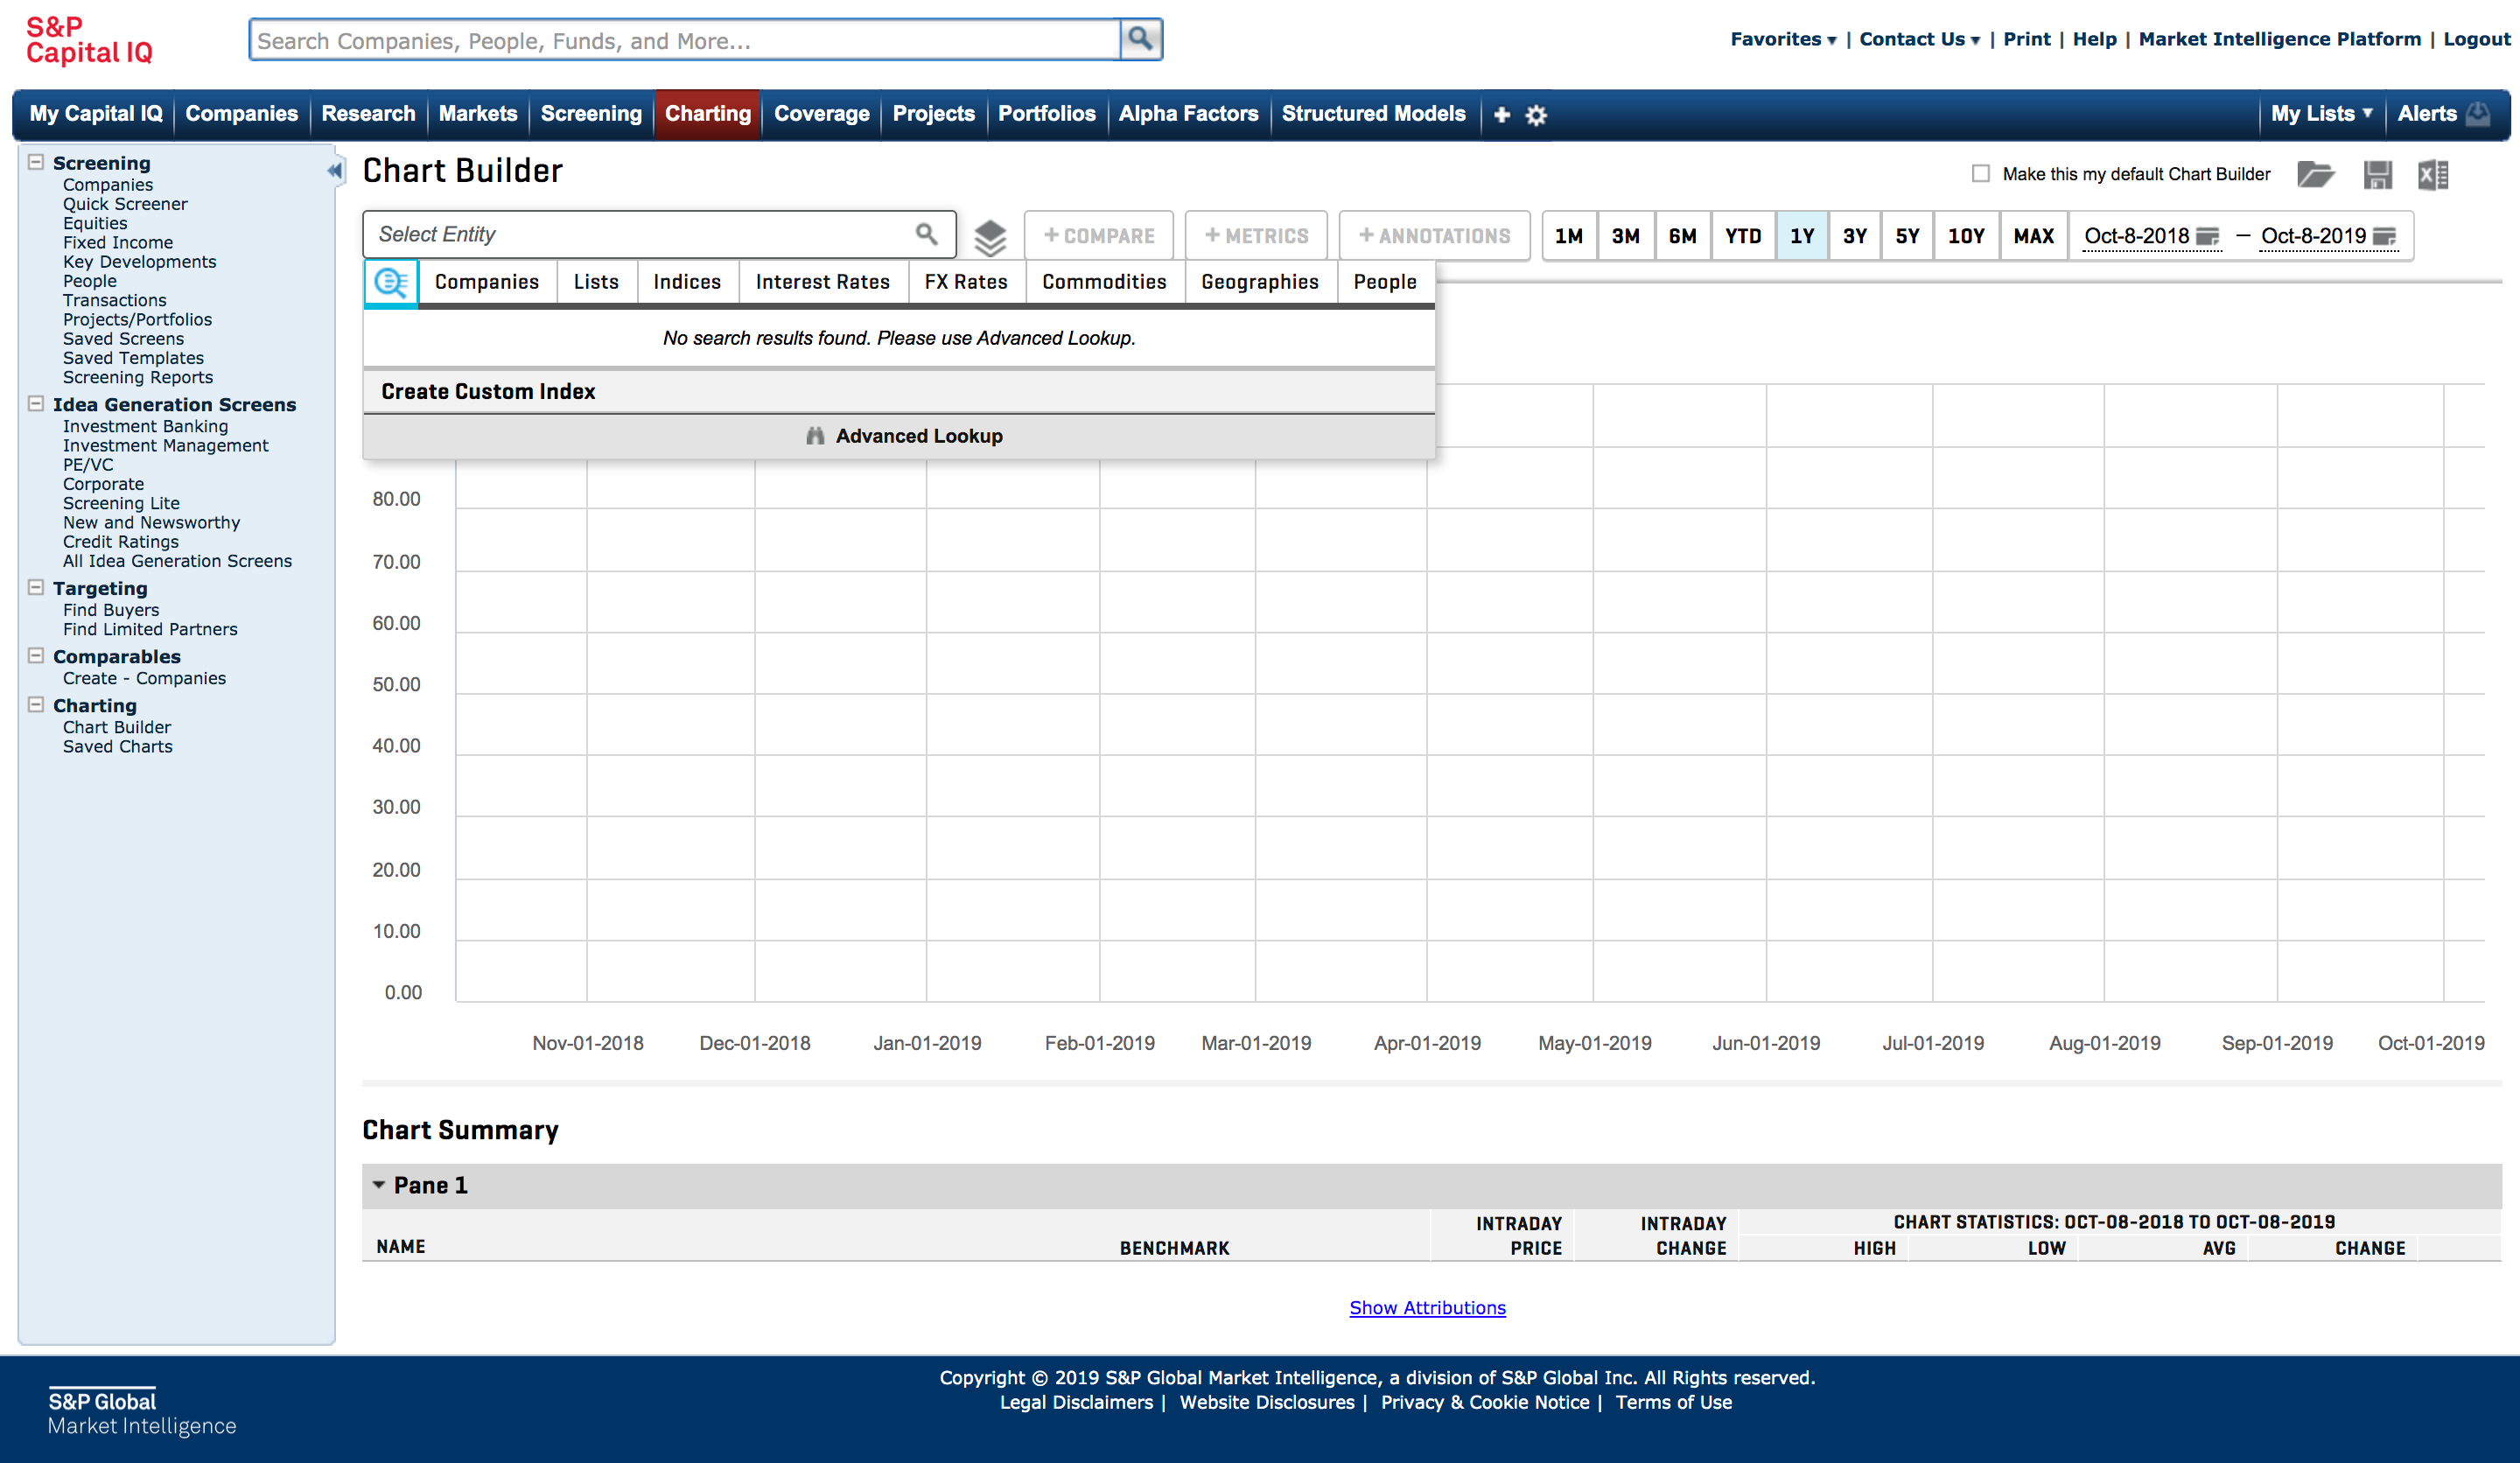 S&P
Capital IQ
Search Companies, People, Funds, and More...
Favorites | Contact Us | Print | Help | Market Intelligence Platform | Logout
My Capital IQ Companies Research Markets Screening Charting Coverage Projects Portfolios Alpha Factors Structured Models My Lists Alerts
Screening
Companies
Quick Screener
Equities
Fixed Income
Key Developments
People
Transactions
Projects/Portfolios
Saved Screens
Saved Templates
Screening Reports
Idea Generation Screens
Investment Banking
Investment Management
PE/VC
Corporate
Screening Lite
New and Newsworthy
Credit Ratings
All Idea Generation Screens
Targeting
Find Buyers
Find Limited Partners
Comparables
Create - Companies
Charting
Chart Builder
Saved Charts
Chart Builder
Make this my default Chart Builder
Select Entity
+ COMPARE + METRICS + ANNOTATIONS 1M 3M 6M YTD 1Y 3Y 5Y 10Y MAX Oct-8-2018 – Oct-8-2019
Companies Lists Indices Interest Rates FX Rates Commodities Geographies People
No search results found. Please use Advanced Lookup.
Create Custom Index
Advanced Lookup
80.00
70.00
60.00
50.00
40.00
30.00
20.00
10.00
0.00
Nov-01-2018 Dec-01-2018 Jan-01-2019 Feb-01-2019 Mar-01-2019 Apr-01-2019 May-01-2019 Jun-01-2019 Jul-01-2019 Aug-01-2019 Sep-01-2019 Oct-01-2019
Chart Summary
Pane 1
INTRADAY INTRADAY CHART STATISTICS: OCT-08-2018 TO OCT-08-2019
NAME BENCHMARK PRICE CHANGE HIGH LOW AVG CHANGE
Show Attributions
S&P Global
Market Intelligence
Copyright © 2019 S&P Global Market Intelligence, a division of S&P Global Inc. All Rights reserved.
Legal Disclaimers | Website Disclosures | Privacy & Cookie Notice | Terms of Use